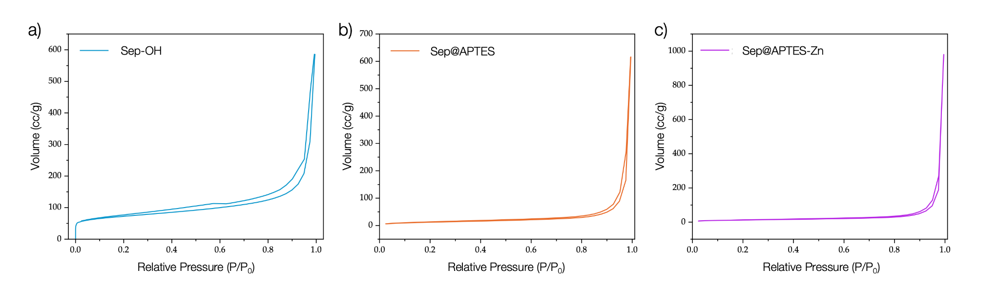 a)
Sep-OH
600
500
400
300
200
100
0
Volume (cc/g)
0.0 0.2 0.4 0.6 0.8 1.0
Relative Pressure (P/P₀)
b)
Sep@APTES
700
600
500
400
300
200
100
0
Volume (cc/g)
0.0 0.2 0.4 0.6 0.8 1.0
Relative Pressure (P/P₀)
c)
Sep@APTES-Zn
1000
800
600
400
200
0
Volume (cc/g)
0.0 0.2 0.4 0.6 0.8 1.0
Relative Pressure (P/P₀)